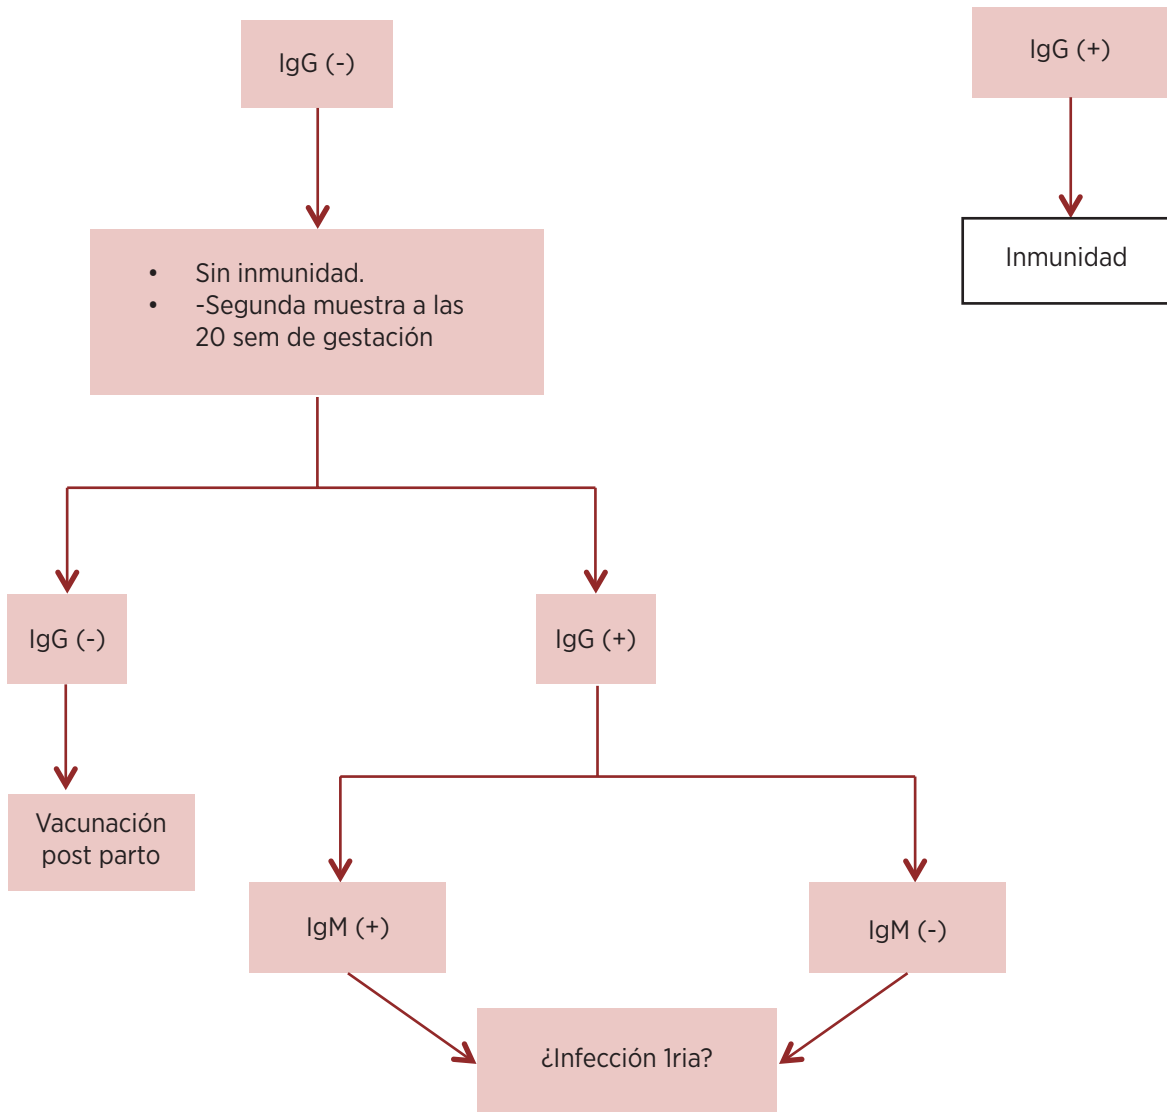 IgG (-)
IgG (+)
Inmunidad
• Sin inmunidad.
• -Segunda muestra a las
20 sem de gestación
IgG (-)
IgG (+)
Vacunación
post parto
IgM (+)
IgM (-)
¿Infección 1ria?